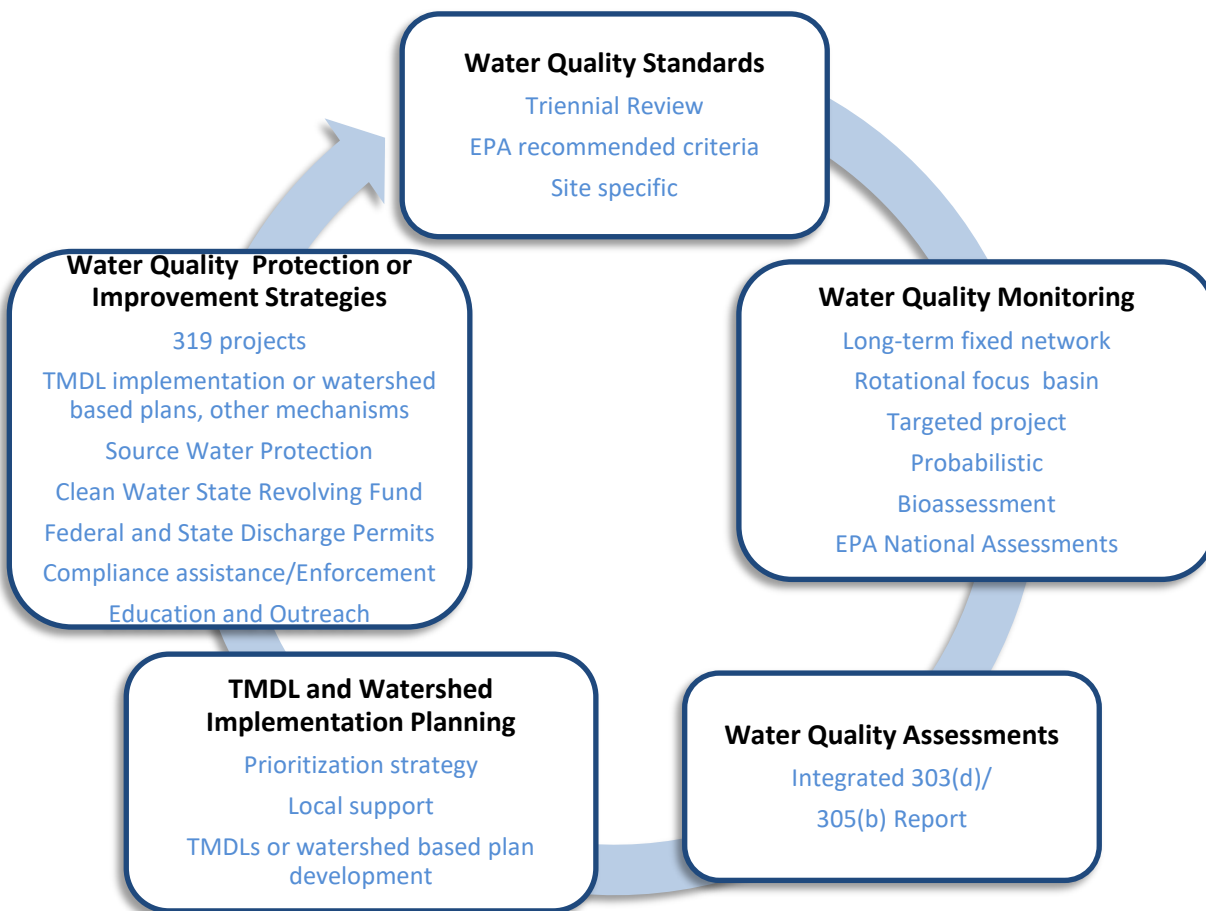 Water Quality Standards
Triennial Review
EPA recommended criteria
Site specific
Water Quality Monitoring
Long-term fixed network
Rotational focus basin
Targeted project
Probabilistic
Bioassessment
EPA National Assessments
Water Quality Assessments
Integrated 303(d)/
305(b) Report
TMDL and Watershed
Implementation Planning
Prioritization strategy
Local support
TMDLs or watershed based plan
development
Water Quality Protection or
Improvement Strategies
319 projects
TMDL implementation or watershed
based plans, other mechanisms
Source Water Protection
Clean Water State Revolving Fund
Federal and State Discharge Permits
Compliance assistance/Enforcement
Education and Outreach